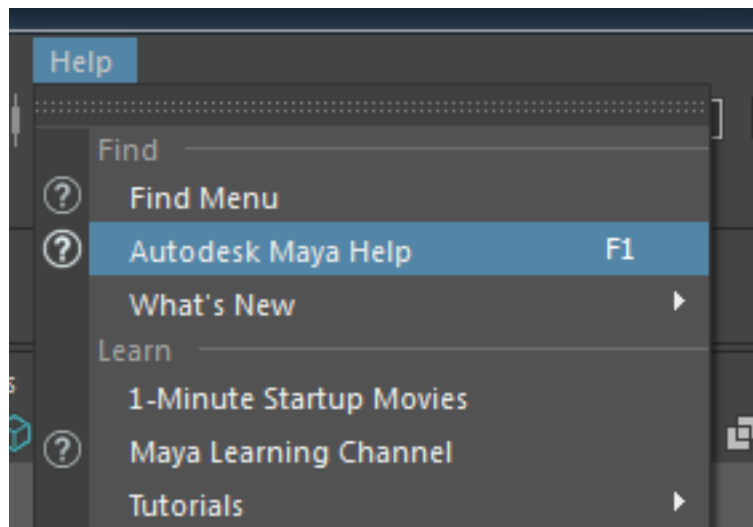 Help
Find
Find Menu
Autodesk Maya Help F1
What's New
Learn
1-Minute Startup Movies
Maya Learning Channel
Tutorials